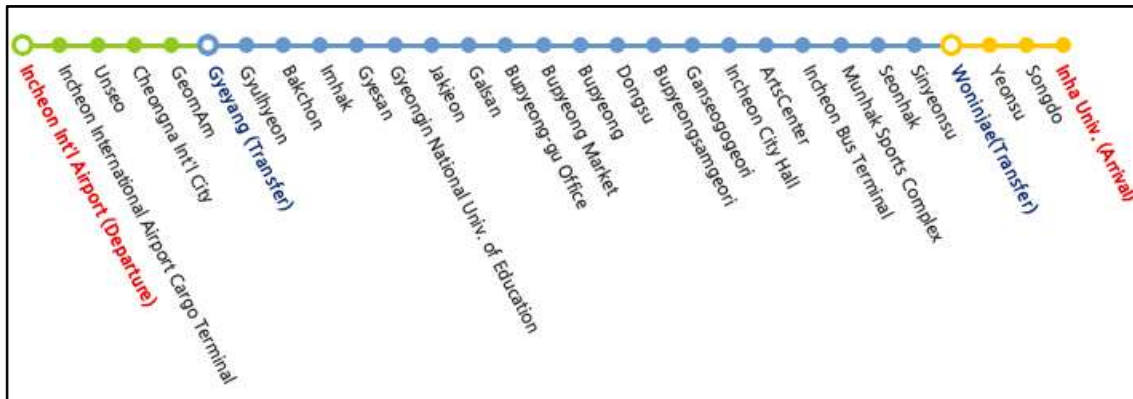 Incheon Int'l Airport (Departure)
Incheon International Airport Cargo Terminal
Unseo
Cheongna Int'l City
GeomAm
Gyeyang (Transfer)
Gyulhyeon
Bakchon
Imhak
Gyesan
Gyeongin National Univ. of Education
Jakjeon
Galsan
Bupyeong-gu Office
Bupyeong Market
Bupyeong
Dongsu
Bupyeongsamgeori
Ganseogogeori
Incheon City Hall
ArtsCenter
Incheon Bus Terminal
Munhak Sports Complex
Seonhak
Sinyeonsu
Woninjae(Transfer)
Yeonsu
Songdo
Inha Univ. (Arrival)